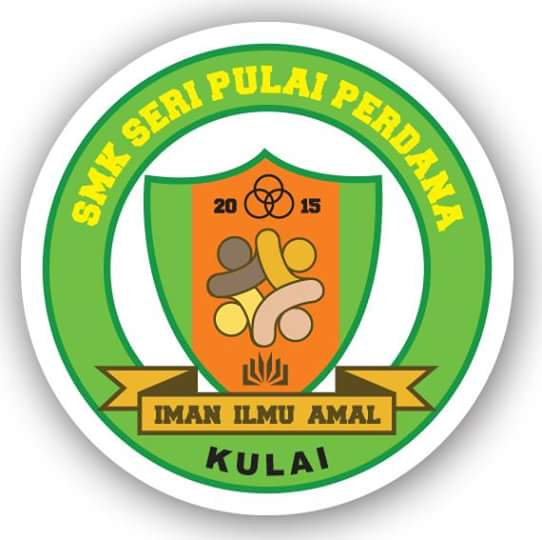 SMK SERI PULAI PERDANA
20 15
IMAN ILMU AMAL
KULAI